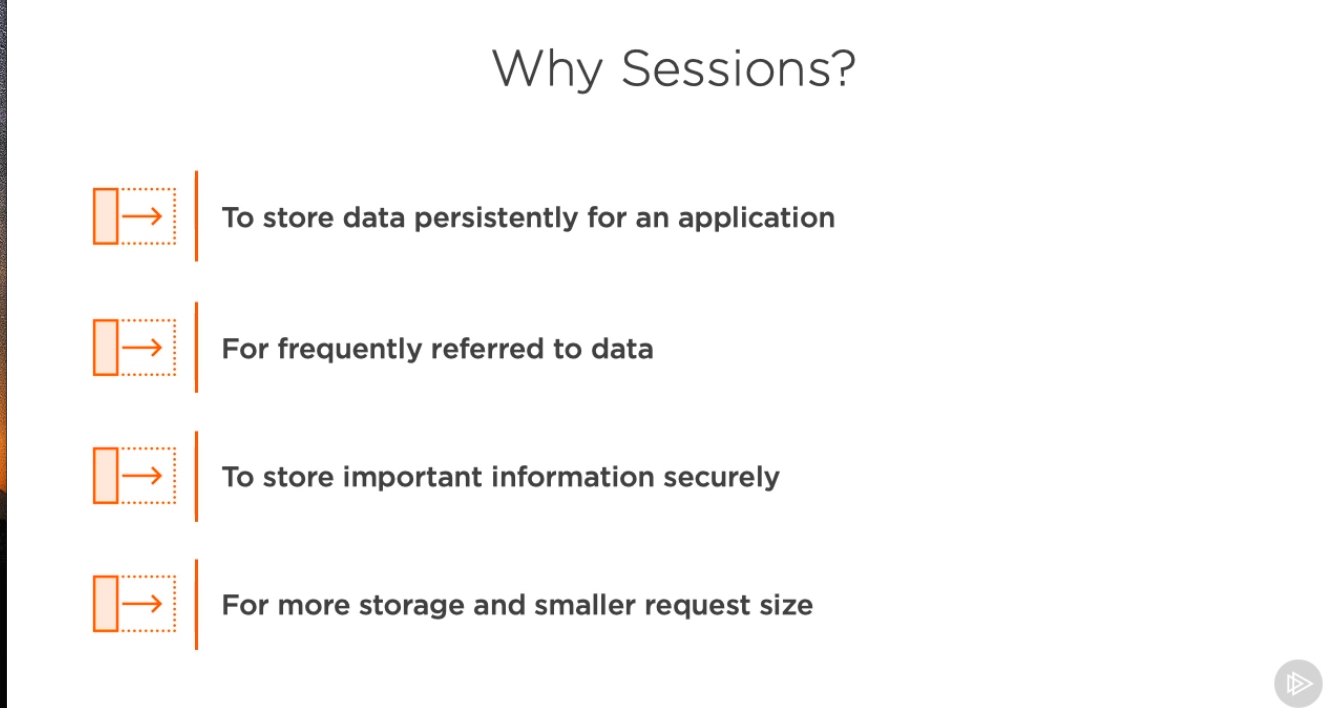 Why Sessions?
To store data persistently for an application
For frequently referred to data
To store important information securely
For more storage and smaller request size